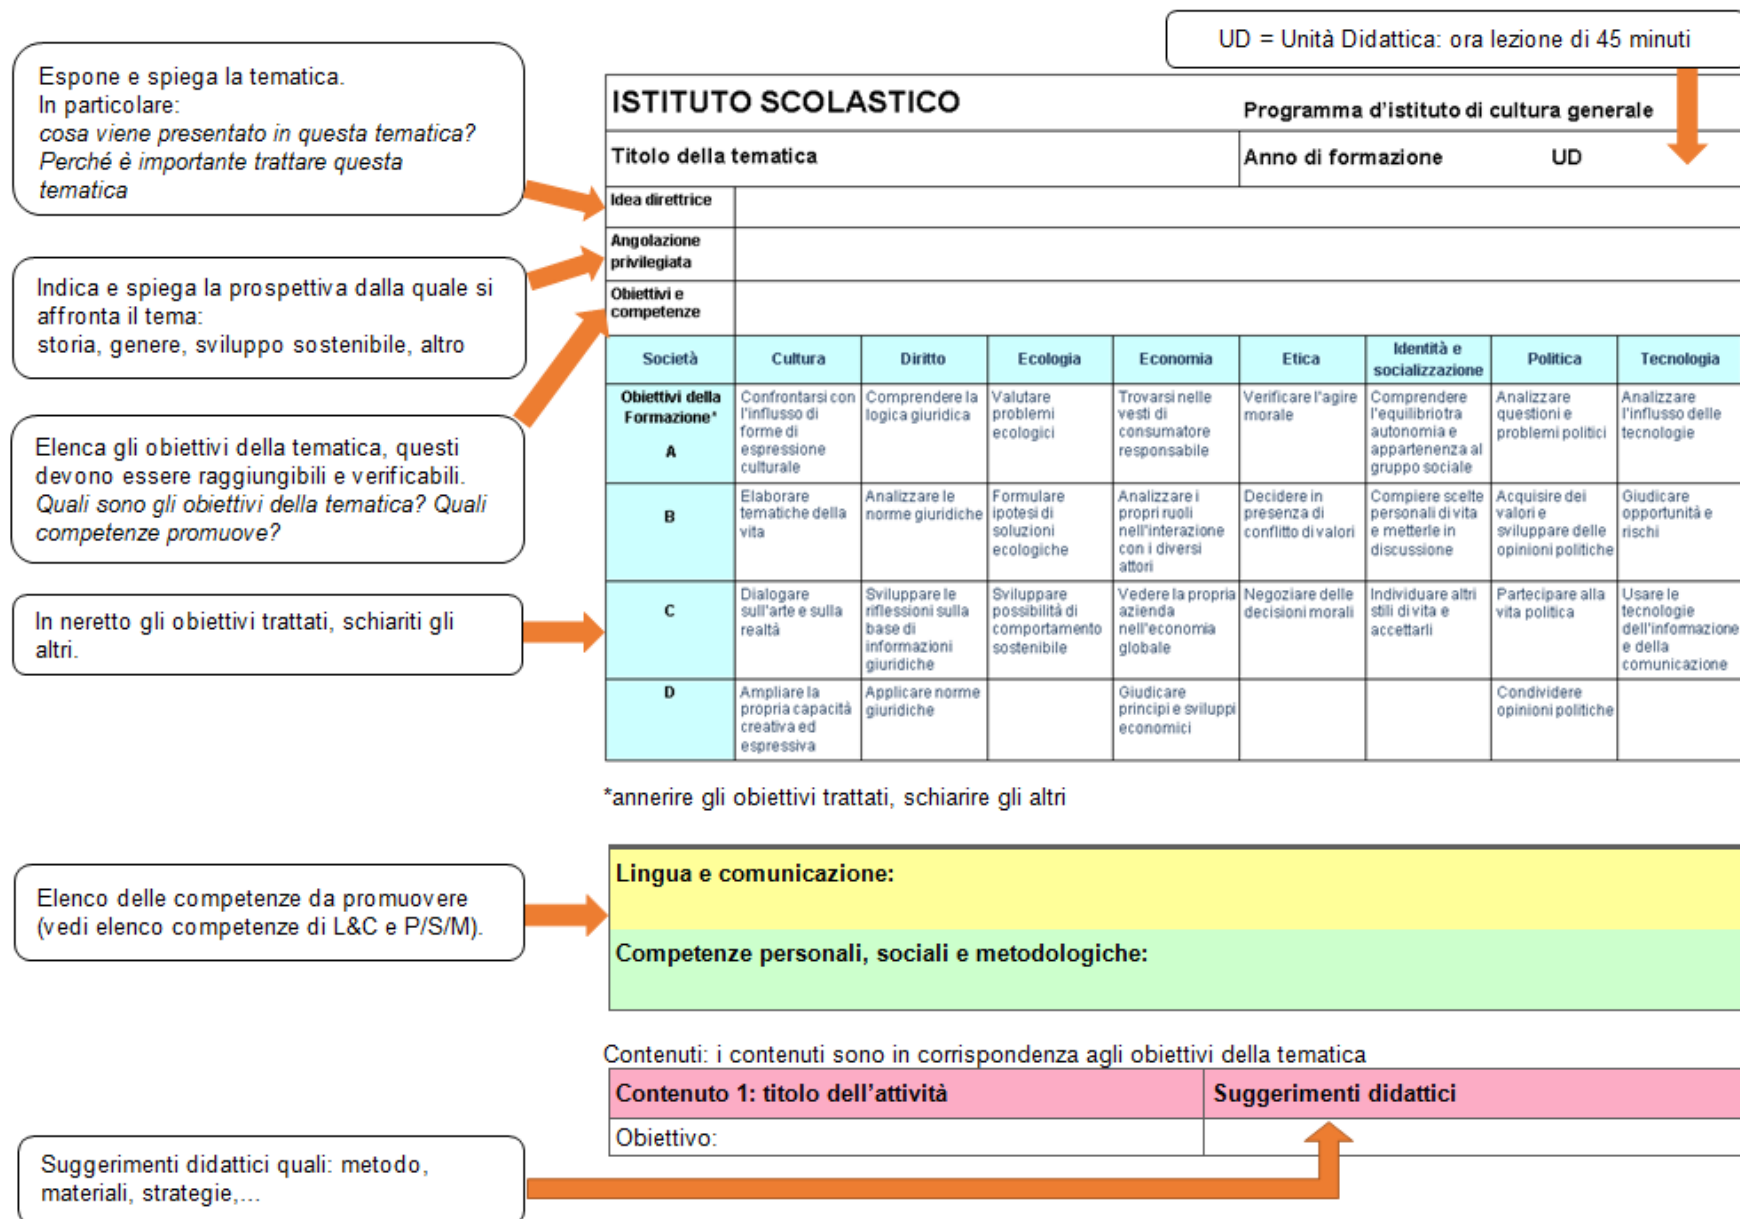 UD = Unità Didattica: ora lezione di 45 minuti
Espone e spiega la tematica.
In particolare:
cosa viene presentato in questa tematica?
Perché è importante trattare questa
tematica
Indica e spiega la prospettiva dalla quale si
affronta il tema:
storia, genere, sviluppo sostenibile, altro
Elenca gli obiettivi della tematica, questi
devono essere raggiungibili e verificabili.
Quali sono gli obiettivi della tematica? Quali
competenze promuove?
In neretto gli obiettivi trattati, schiariti gli
altri.
ISTITUTO SCOLASTICO
Programma d'istituto di cultura generale
Titolo della tematica
Anno di formazione UD
Idea direttrice
Angolazione
privilegiata
Obiettivi e
competenze
Società
Cultura
Diritto
Ecologia
Economia
Etica
Identità e
socializzazione
Politica
Tecnologia
Obiettivi della
Formazione*
A
Confrontarsi con
l'influsso di
forme di
espressione
culturale
Comprendere la
logica giuridica
Valutare
problemi
ecologici
Trovarsi nelle
vesti di
consumatore
responsabile
Verificare l'agire
morale
Comprendere
l'equilibriotra
autonomia e
appartenenza al
gruppo sociale
Analizzare
questioni e
problemi politici
Analizzare
l'influsso delle
tecnologie
B
Elaborare
tematiche della
vita
Analizzare le
norme giuridiche
Formulare
ipotesi di
soluzioni
ecologiche
Analizzare i
propri ruoli
nell'interazione
con i diversi
attori
Decidere in
presenza di
conflitto di valori
Compiere scelte
personali di vita
e metterle in
discussione
Acquisire dei
valori e
sviluppare delle
opinioni politiche
Giudicare
opportunità e
rischi
C
Dialogare
sull'arte e sulla
realtà
Sviluppare le
riflessioni sulla
base di
informazioni
giuridiche
Sviluppare
possibilità di
comportamento
sostenibile
Vedere la propria
azienda
nell'economia
globale
Negoziare delle
decisioni morali
Individuare altri
stili di vita e
accettarli
Partecipare alla
vita politica
Usare le
tecnologie
dell'informazione
e della
comunicazione
D
Ampliare la
propria capacità
creativa ed
espressiva
Applicare norme
giuridiche
Giudicare
principi e sviluppi
economici
Condividere
opinioni politiche
*annerire gli obiettivi trattati, schiarire gli altri
Elenco delle competenze da promuovere
(vedi elenco competenze di L&C e P/S/M).
Lingua e comunicazione:
Competenze personali, sociali e metodologiche:
Contenuti: i contenuti sono in corrispondenza agli obiettivi della tematica
Contenuto 1: titolo dell'attività
Suggerimenti didattici
Obiettivo:
Suggerimenti didattici quali: metodo,
materiali, strategie,...